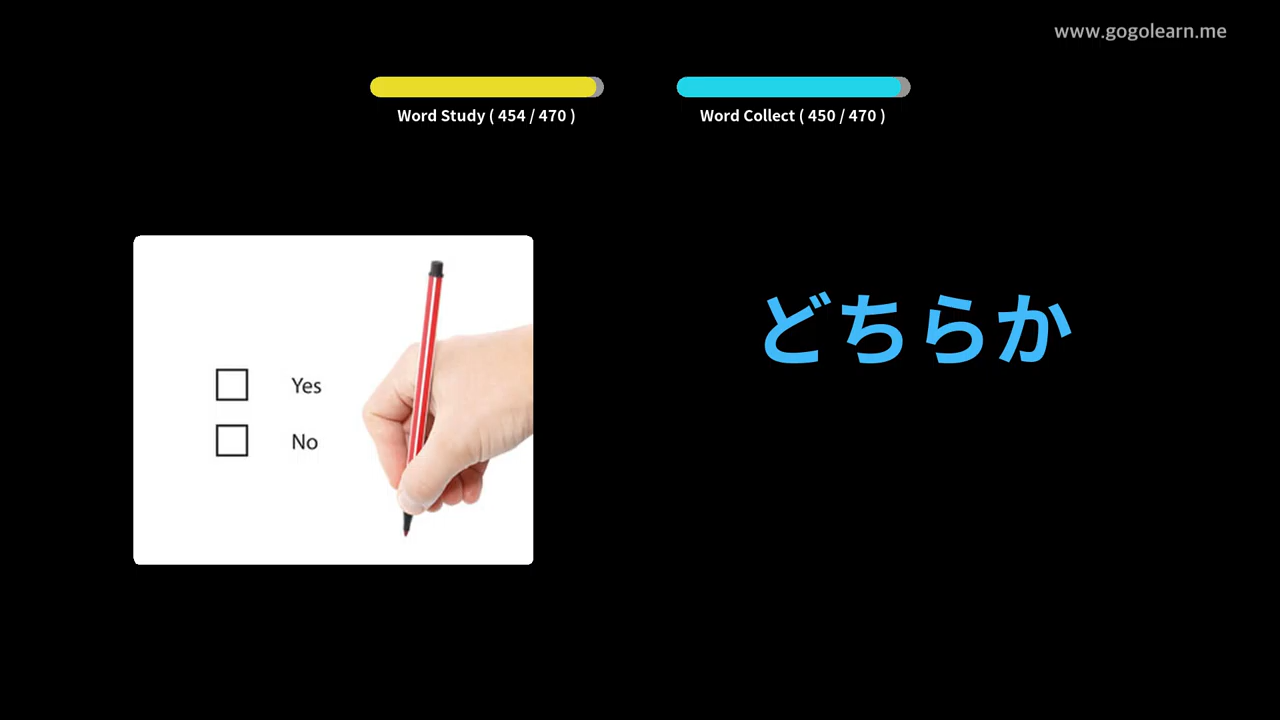 www.gogolearn.me
Word Study ( 454 / 470 )
Word Collect ( 450 / 470 )
どちらか
Yes
No